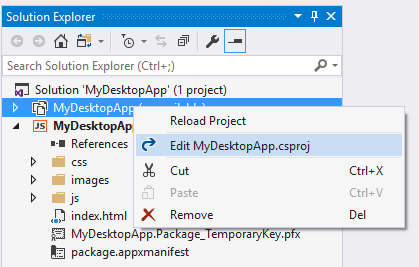 Solution Explorer
Search Solution Explorer (Ctrl+;)
Solution 'MyDesktopApp' (1 project)
MyDesktopApp
Reload Project
MyDesktopApp
Edit MyDesktopApp.csproj
References
css
Cut Ctrl+X
images
Paste Ctrl+V
js
index.html
Remove Del
MyDesktopApp.Package_TemporaryKey.pfx
package.appxmanifest